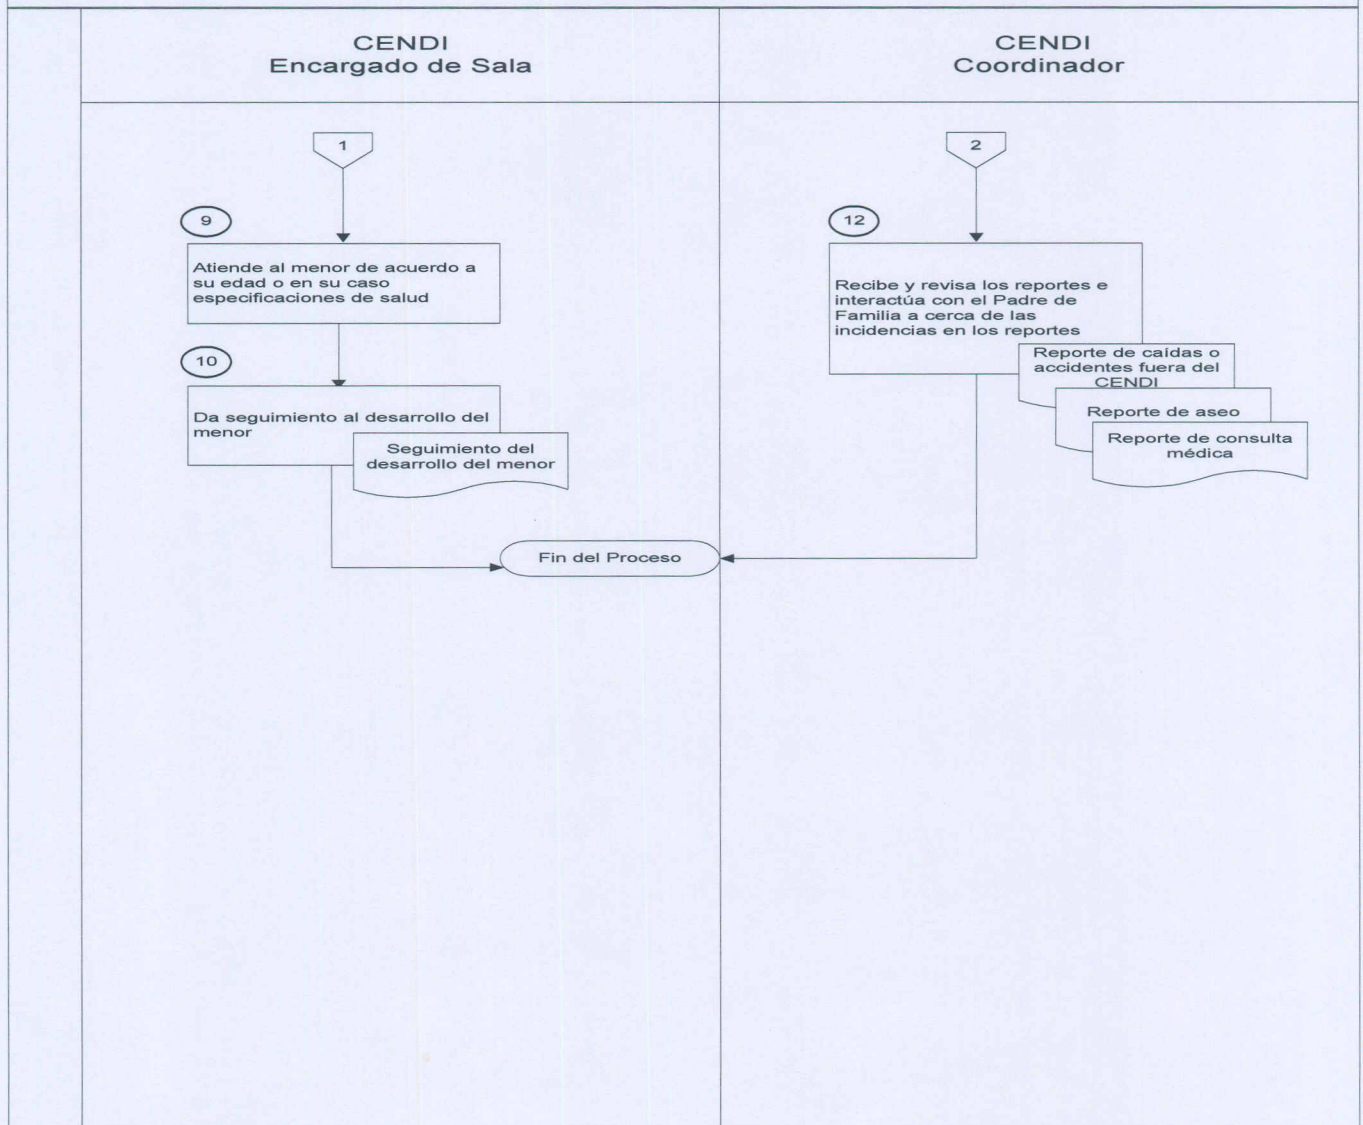 CENDI
Encargado de Sala
CENDI
Coordinador
1
2
9
Atiende al menor de acuerdo a
su edad o en su caso
especificaciones de salud
10
Da seguimiento al desarrollo del
menor
Seguimiento del
desarrollo del menor
12
Recibe y revisa los reportes e
interactúa con el Padre de
Familia a cerca de las
incidencias en los reportes
Reporte de caídas o
accidentes fuera del
CENDI
Reporte de aseo
Reporte de consulta
médica
Fin del Proceso